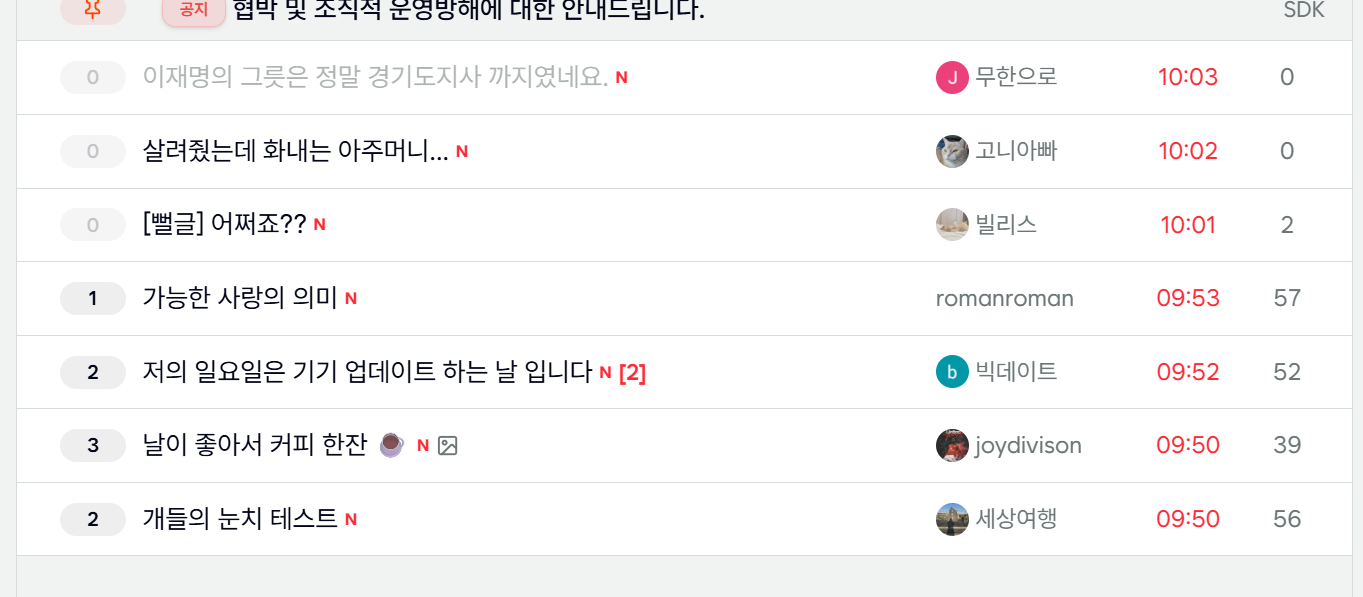 공지 협박 및 조직적 운영방해에 대한 안내드립니다. SDK
0 이재명의 그릇은 정말 경기도지사 까지였네요. N J 무한으로 10:03 0
0 살려줬는데 화내는 아주머니... N 고니아빠 10:02 0
0 [뻘글] 어쩌죠?? N 빌리스 10:01 2
1 가능한 사랑의 의미 N romanroman 09:53 57
2 저의 일요일은 기기 업데이트 하는 날 입니다 N [2] b 빅데이트 09:52 52
3 날이 좋아서 커피 한잔 N joydivison 09:50 39
2 개들의 눈치 테스트 N 세상여행 09:50 56